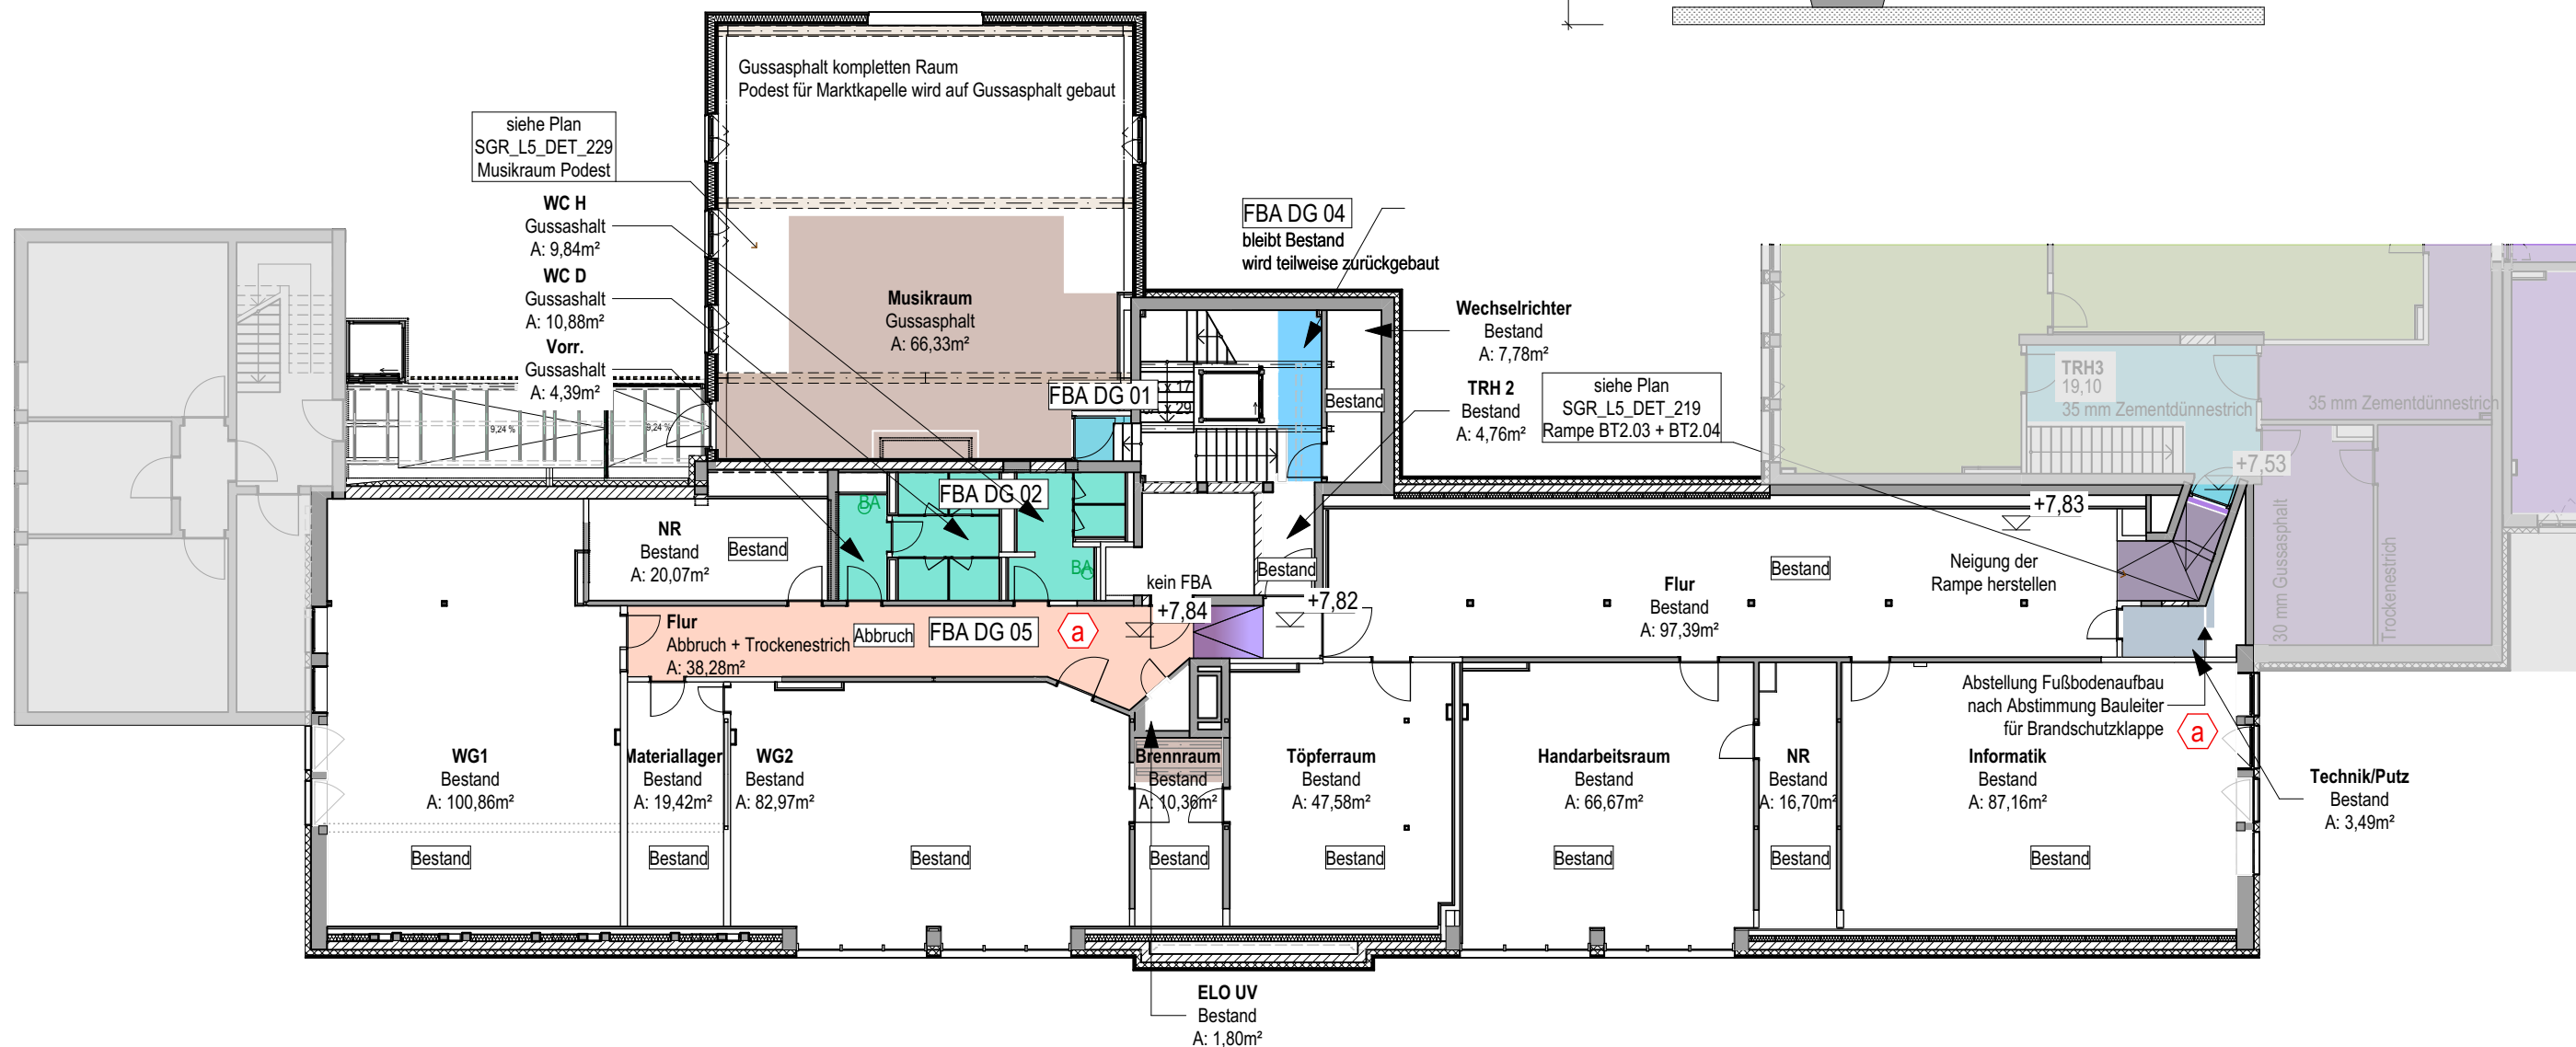 Gussasphalt kompletten Raum
Podest für Marktkapelle wird auf Gussasphalt gebaut
siehe Plan
SGR_L5_DET_229
Musikraum Podest
WC H
Gussashalt
A: 9,84m²
WC D
Gussashalt
A: 10,88m²
Vorr.
Gussashalt
A: 4,39m²
9,24 %
9,24 %
Musikraum
Gussasphalt
A: 66,33m²
FBA DG 01
FBA DG 04
bleibt Bestand
wird teilweise zurückgebaut
Wechselrichter
Bestand
A: 7,78m²
TRH 2
Bestand
A: 4,76m²
Bestand
siehe Plan
SGR_L5_DET_219
Rampe BT2.03 + BT2.04
TRH3
19,10
35 mm Zementdünnestrich
35 mm Zementdünnestrich
+7,53
30 mm Gussasphalt
Trockenestrich
FBA DG 02
BA
BA
NR
Bestand
A: 20,07m²
Bestand
Bestand
kein FBA
+7,84
+7,82
+7,83
Flur
Abbruch + Trockenestrich
A: 38,28m²
Abbruch
FBA DG 05
a
Flur
Bestand
A: 97,39m²
Bestand
Neigung der
Rampe herstellen
Abstellung Fußbodenaufbau
nach Abstimmung Bauleiter
für Brandschutzklappe
a
WG1
Bestand
A: 100,86m²
Bestand
Materiallager
Bestand
A: 19,42m²
Bestand
WG2
Bestand
A: 82,97m²
Bestand
Brennraum
Bestand
A: 10,36m²
Bestand
Töpferraum
Bestand
A: 47,58m²
Bestand
Handarbeitsraum
Bestand
A: 66,67m²
Bestand
NR
Bestand
A: 16,70m²
Bestand
Informatik
Bestand
A: 87,16m²
Bestand
Technik/Putz
Bestand
A: 3,49m²
ELO UV
Bestand
A: 1,80m²